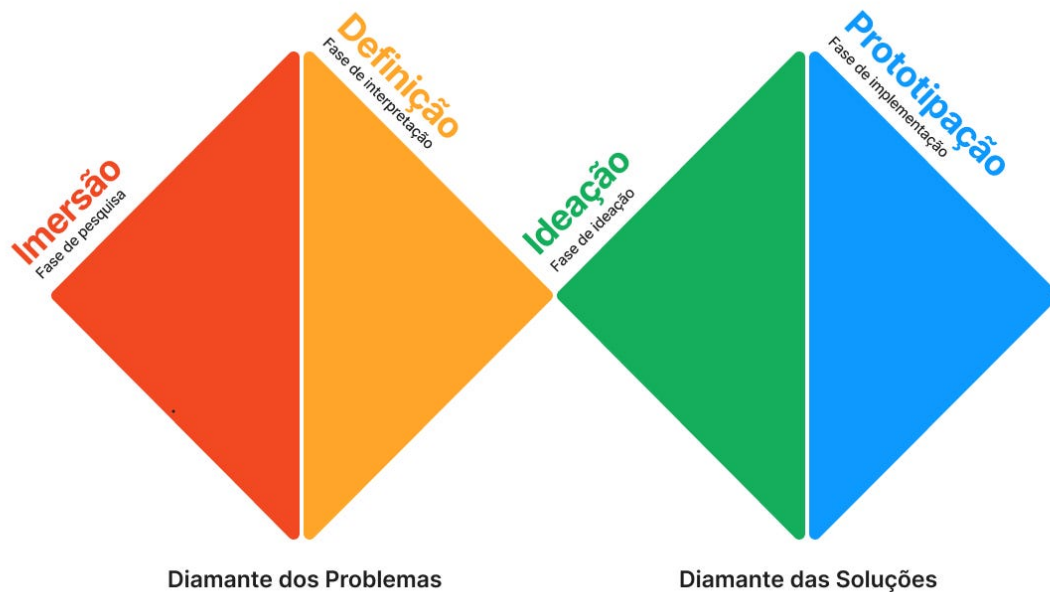 Imersão
Fase de pesquisa
Definição
Fase de interpretação
Ideação
Fase de ideação
Prototipação
Fase de implementação
Diamante dos Problemas
Diamante das Soluções